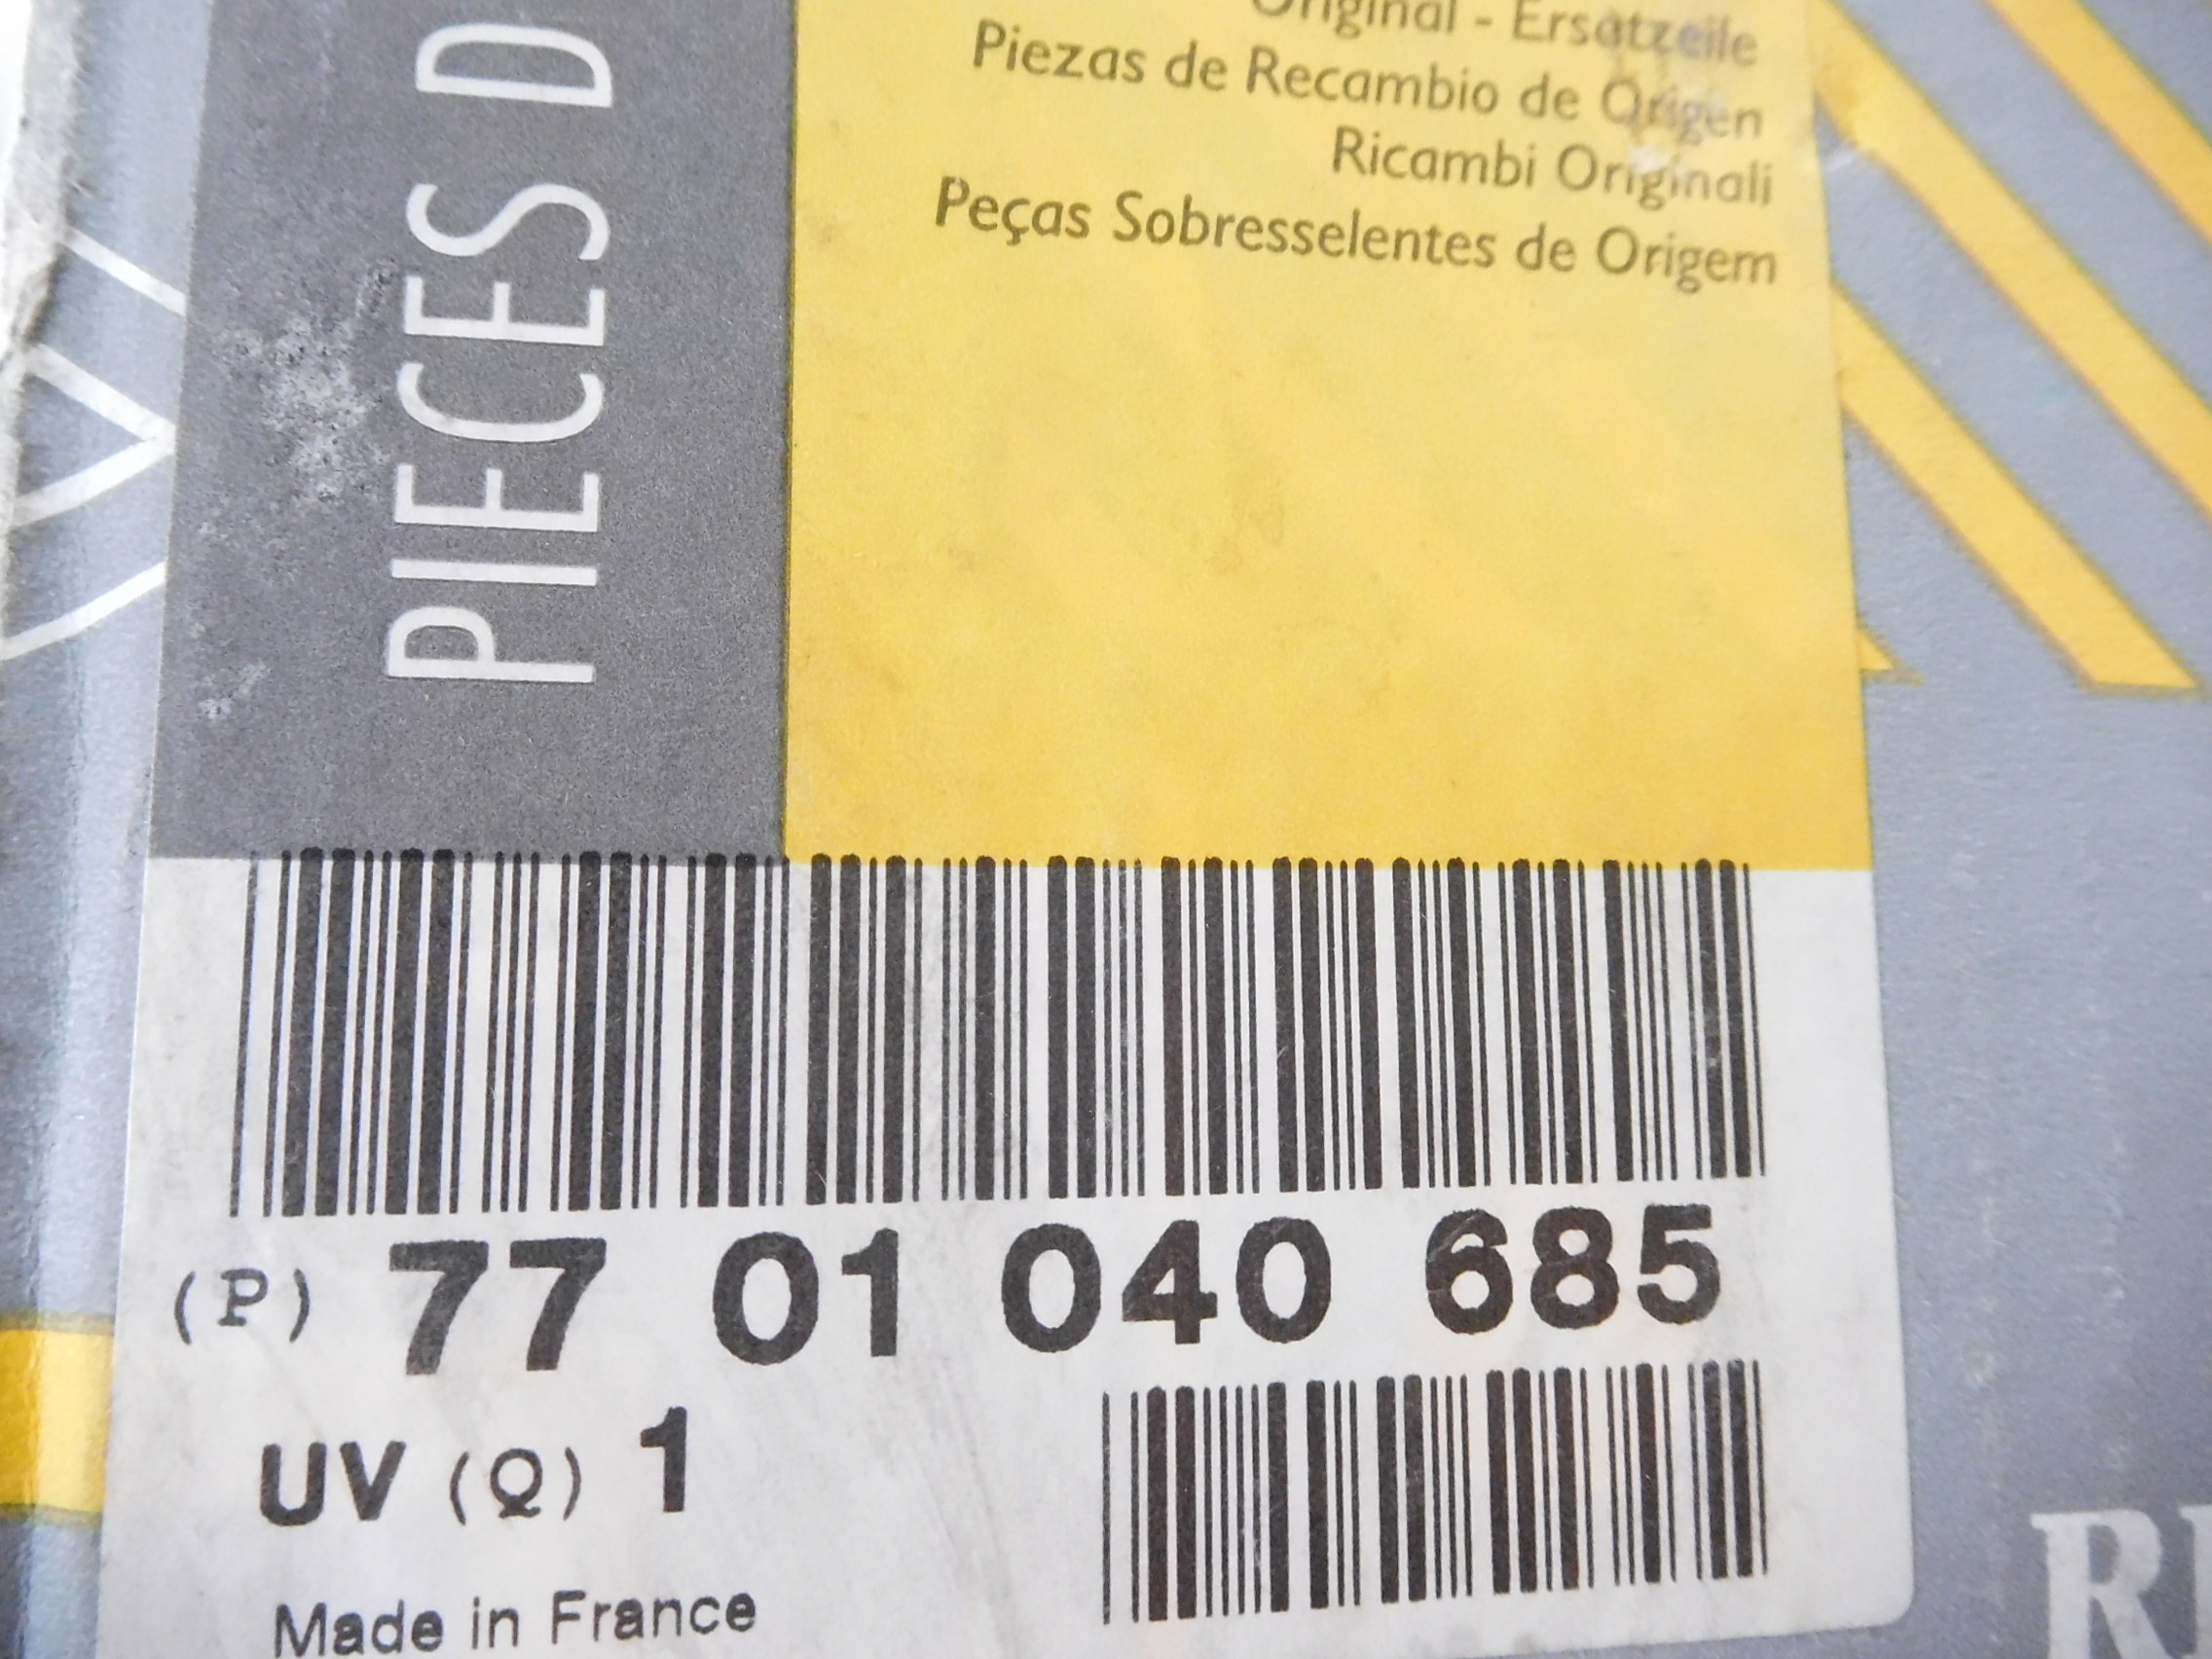 PIECES D
Original - Ersatzeile
Piezas de Recambio de Origen
Ricambi Originali
Peças Sobresselentes de Origem
(P) 77 01 040 685
UV (Q) 1
Made in France